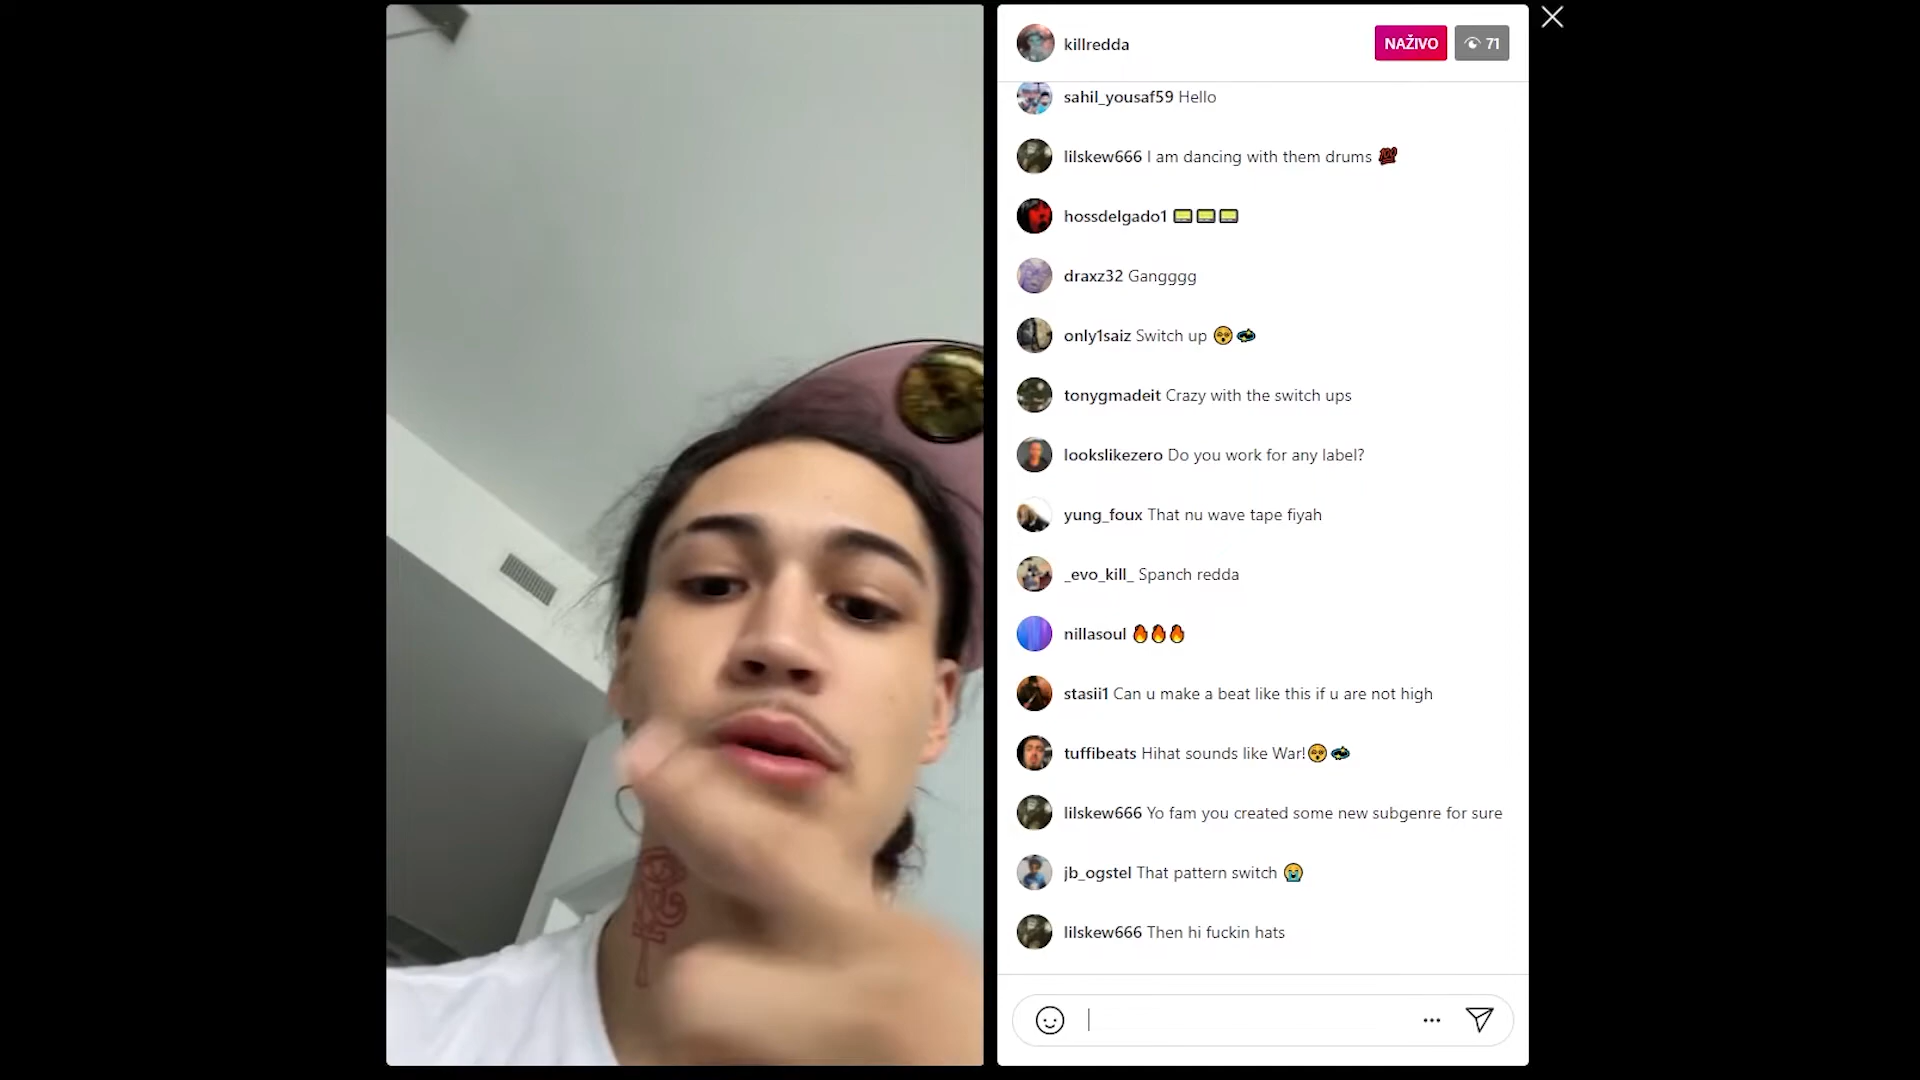 killredda
NAŽIVO
71
sahil_yousaf59 Hello
lilskew666 I am dancing with them drums 💯
hossdelgado1 📟📟📟
draxz32 Gangggg
only1saiz Switch up 😵💫
tonygmadeit Crazy with the switch ups
lookslikezero Do you work for any label?
yung_foux That nu wave tape fiyah
_evo_kill_ Spanch redda
nillasoul 🔥🔥🔥
stasii1 Can u make a beat like this if u are not high
tuffibeats Hihat sounds like War!😵💫
lilskew666 Yo fam you created some new subgenre for sure
jb_ogstel That pattern switch 😭
lilskew666 Then hi fuckin hats